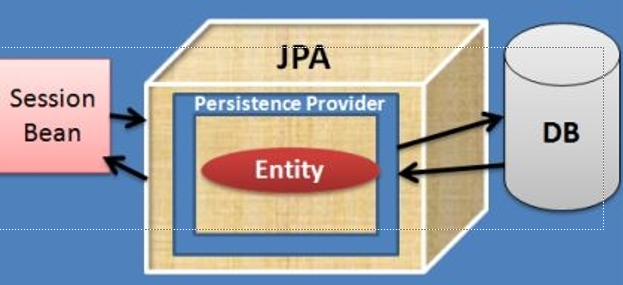 JPA
Session
Bean
Persistence Provider
Entity
DB